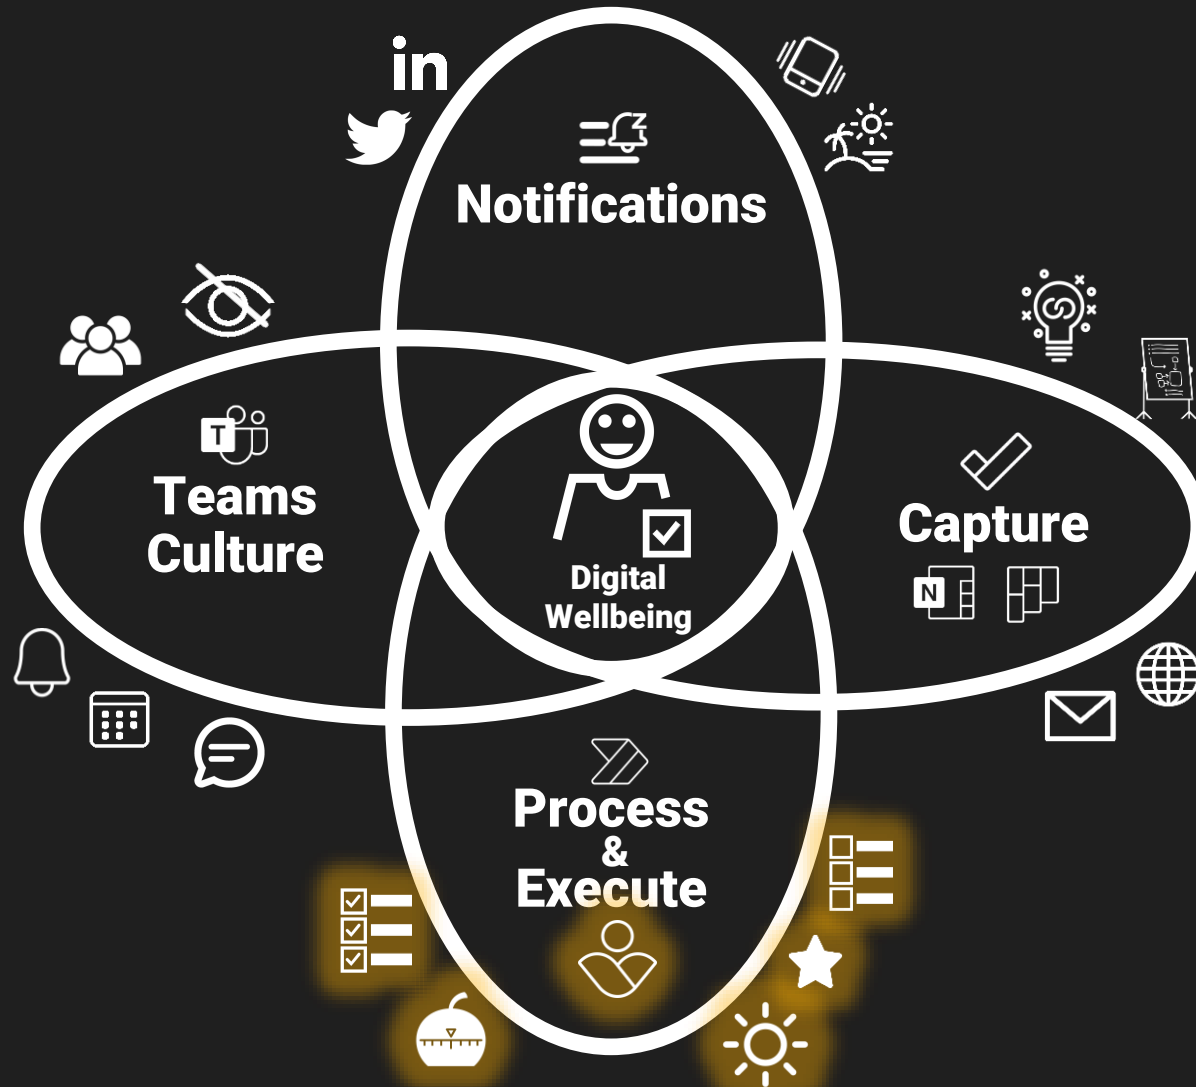 in
Notifications
T
Teams
Culture
Capture
N
Digital
Wellbeing
Process
&
Execute